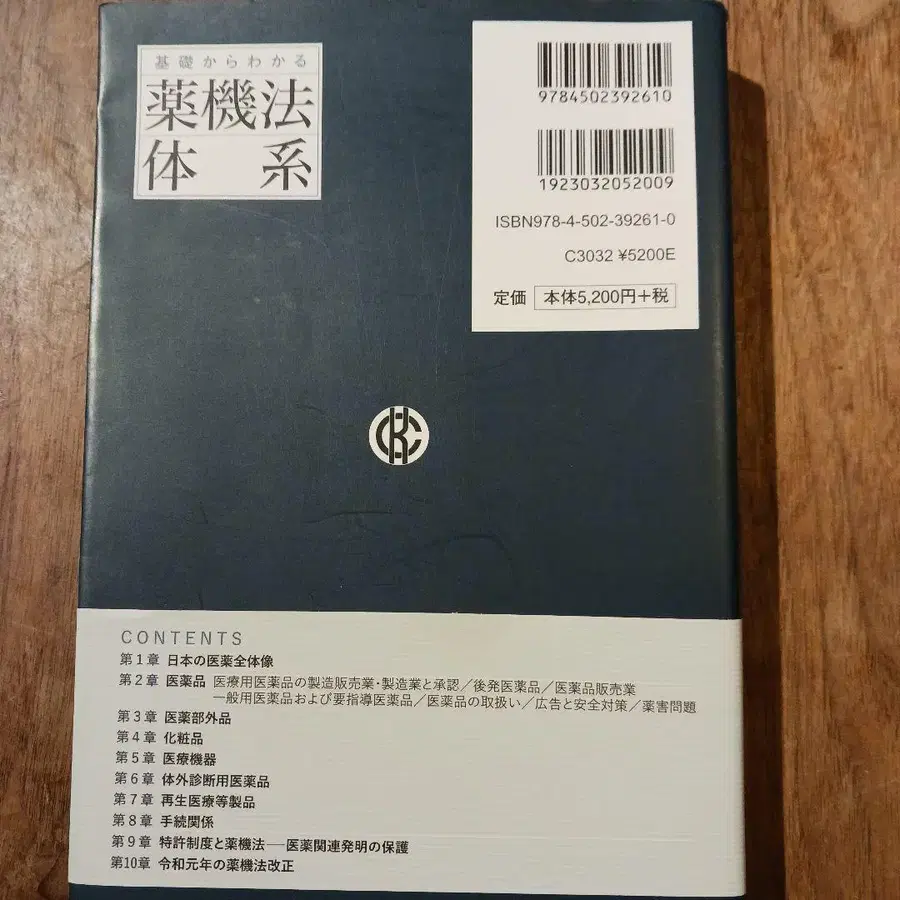 基礎からわかる
薬機法
体系
9784502392610
1923032052009
ISBN978-4-502-39261-0
C3032 ¥5200E
定価 本体5,200円+税
CONTENTS
第1章 日本の医薬全体像
第2章 医薬品 医療用医薬品の製造販売業・製造業と承認/後発医薬品/医薬品販売業
一般用医薬品および要指導医薬品/医薬品の取扱い/広告と安全対策/薬害問題
第3章 医薬部外品
第4章 化粧品
第5章 医療機器
第6章 体外診断用医薬品
第7章 再生医療等製品
第8章 手続関係
第9章 特許制度と薬機法──医薬関連発明の保護
第10章 令和元年の薬機法改正